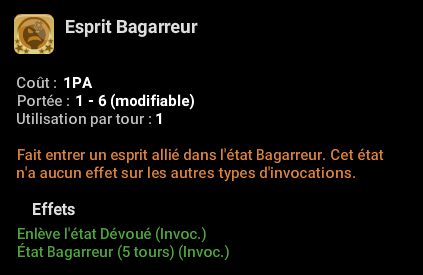 Esprit Bagarreur
Coût : 1PA
Portée : 1 - 6 (modifiable)
Utilisation par tour : 1
Fait entrer un esprit allié dans l'état Bagarreur. Cet état
n'a aucun effet sur les autres types d'invocations.
Effets
Enlève l'état Dévoué (Invoc.)
État Bagarreur (5 tours) (Invoc.)